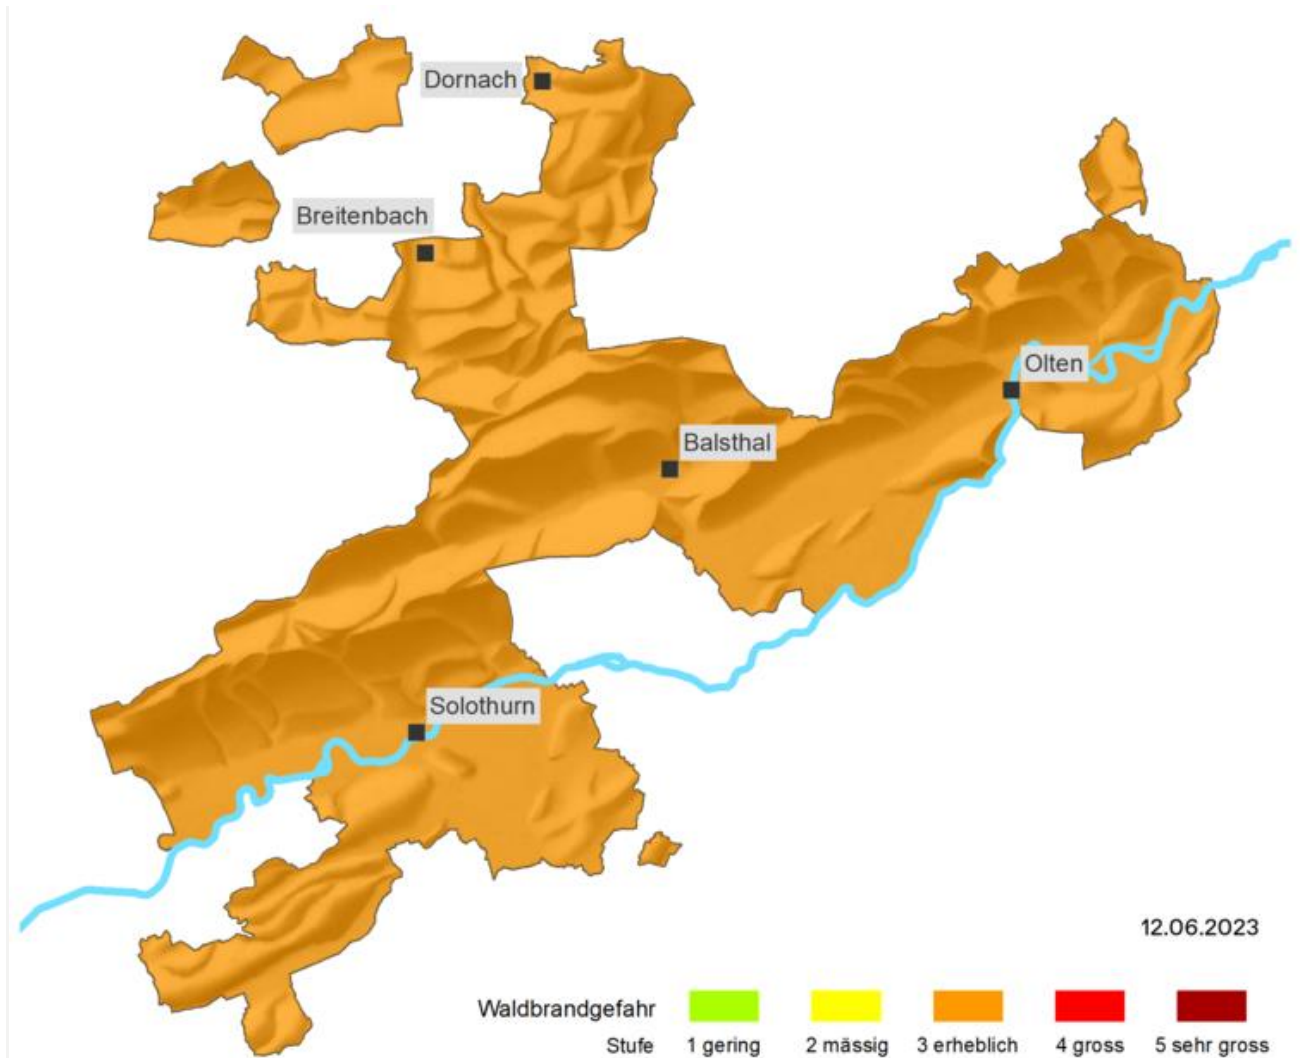 Dornach
Breitenbach
Olten
Balsthal
Solothurn
12.06.2023
Waldbrandgefahr
Stufe 1 gering 2 mässig 3 erheblich 4 gross 5 sehr gross